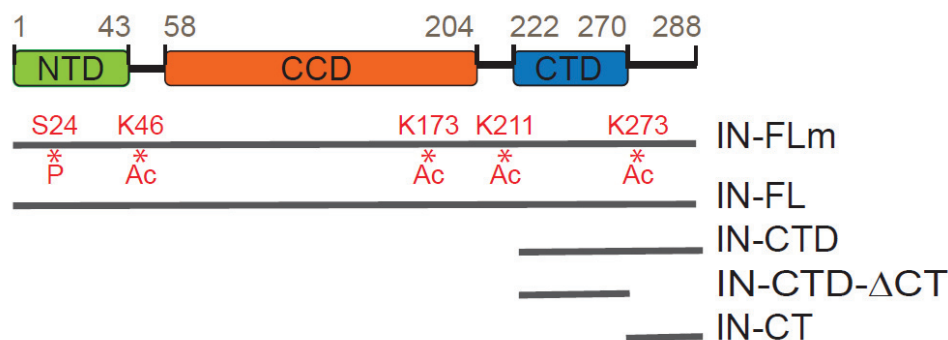 1 43 58 204 222 270 288
NTD CCD CTD
S24 K46 K173 K211 K273 IN-FLm
* * * * *
P Ac Ac Ac Ac
IN-FL
IN-CTD
IN-CTD-ΔCT
IN-CT